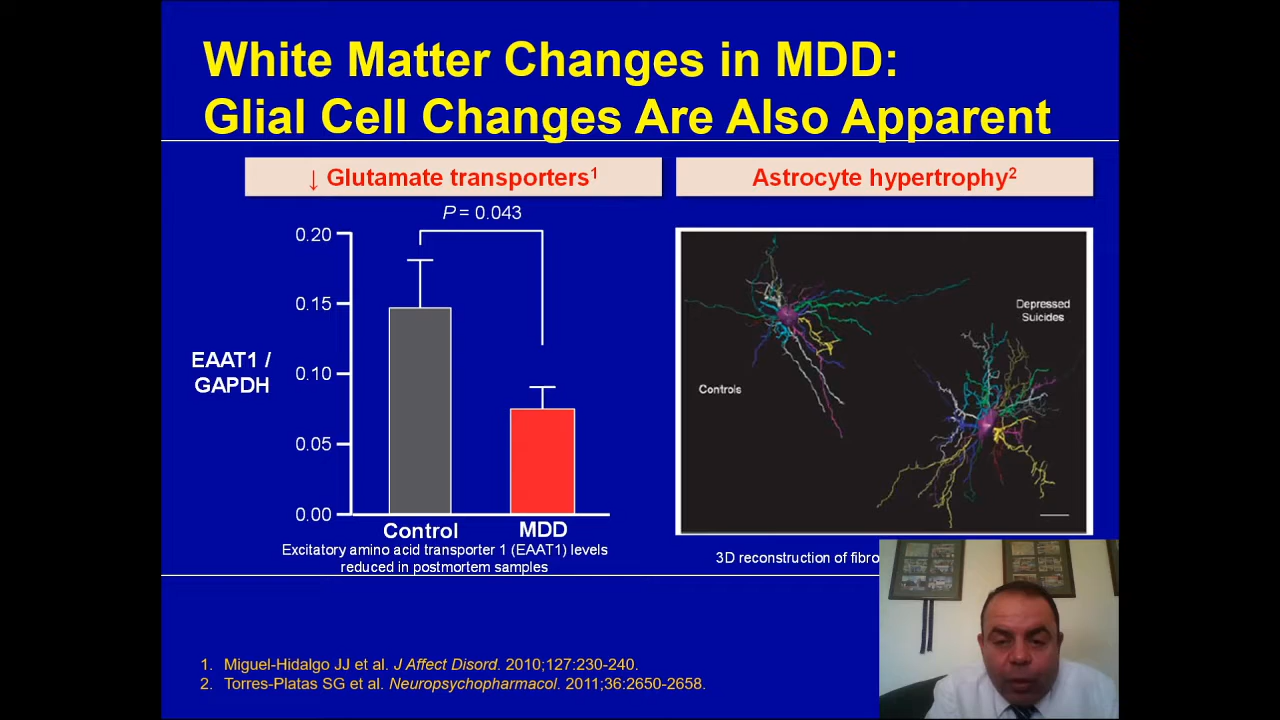 White Matter Changes in MDD:
Glial Cell Changes Are Also Apparent
↓ Glutamate transporters1
Astrocyte hypertrophy2
P = 0.043
0.20
0.15
0.10
0.05
0.00
EAAT1 /
GAPDH
Control
MDD
Excitatory amino acid transporter 1 (EAAT1) levels
reduced in postmortem samples
Controls
Depressed
Suicides
3D reconstruction of fibro
1. Miguel-Hidalgo JJ et al. J Affect Disord. 2010;127:230-240.
2. Torres-Platas SG et al. Neuropsychopharmacol. 2011;36:2650-2658.